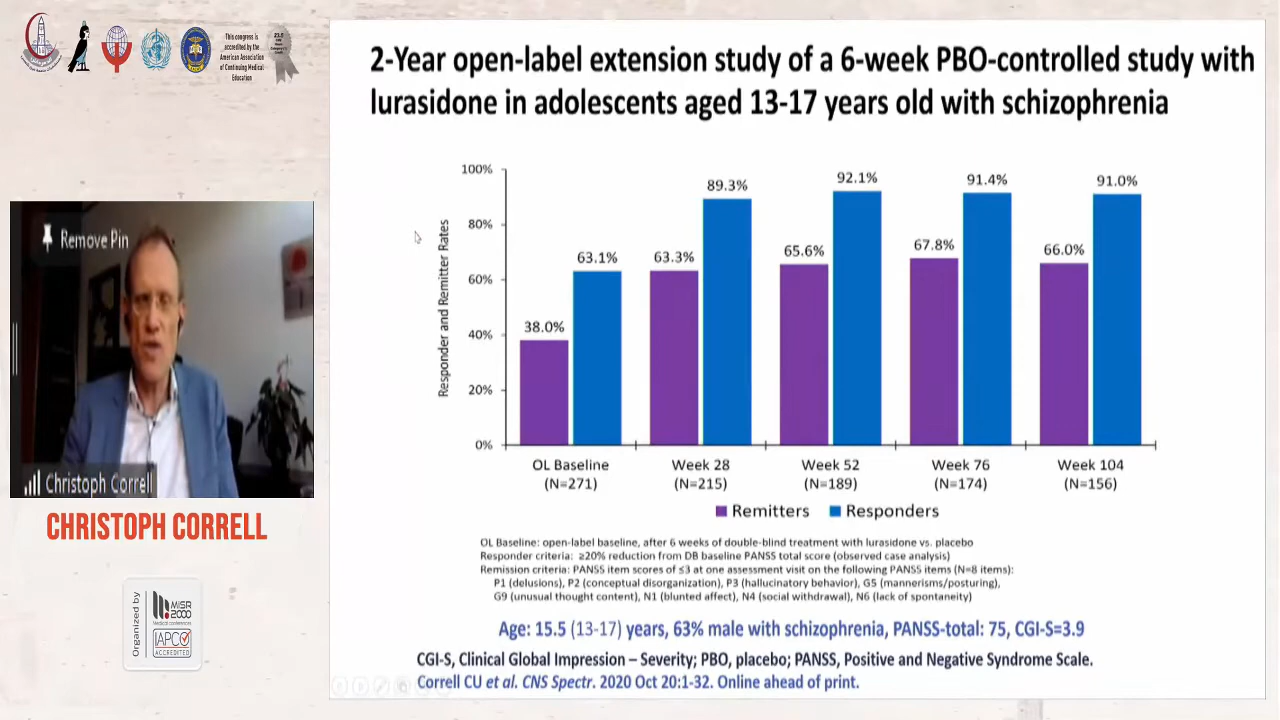 This congress is
accredited by the
American Association
of Continuing Medical
Education
2-Year open-label extension study of a 6-week PBO-controlled study with
lurasidone in adolescents aged 13-17 years old with schizophrenia
Remove Pin
Christoph Correll
CHRISTOPH CORRELL
Organized by
MISR
2000
Medical conferences
IAPCO
ACCREDITED
Responder and Remitter Rates
100%
80%
60%
40%
20%
0%
38.0%
63.1%
63.3%
89.3%
65.6%
92.1%
67.8%
91.4%
66.0%
91.0%
OL Baseline
(N=271)
Week 28
(N=215)
Week 52
(N=189)
Week 76
(N=174)
Week 104
(N=156)
Remitters
Responders
OL Baseline: open-label baseline, after 6 weeks of double-blind treatment with lurasidone vs. placebo
Responder criteria: ≥20% reduction from DB baseline PANSS total score (observed case analysis)
Remission criteria: PANSS item scores of ≤3 at one assessment visit on the following PANSS items (N=8 items):
P1 (delusions), P2 (conceptual disorganization), P3 (hallucinatory behavior), G5 (mannerisms/posturing),
G9 (unusual thought content), N1 (blunted affect), N4 (social withdrawal), N6 (lack of spontaneity)
Age: 15.5 (13-17) years, 63% male with schizophrenia, PANSS-total: 75, CGI-S=3.9
CGI-S, Clinical Global Impression – Severity; PBO, placebo; PANSS, Positive and Negative Syndrome Scale.
Correll CU et al. CNS Spectr. 2020 Oct 20:1-32. Online ahead of print.